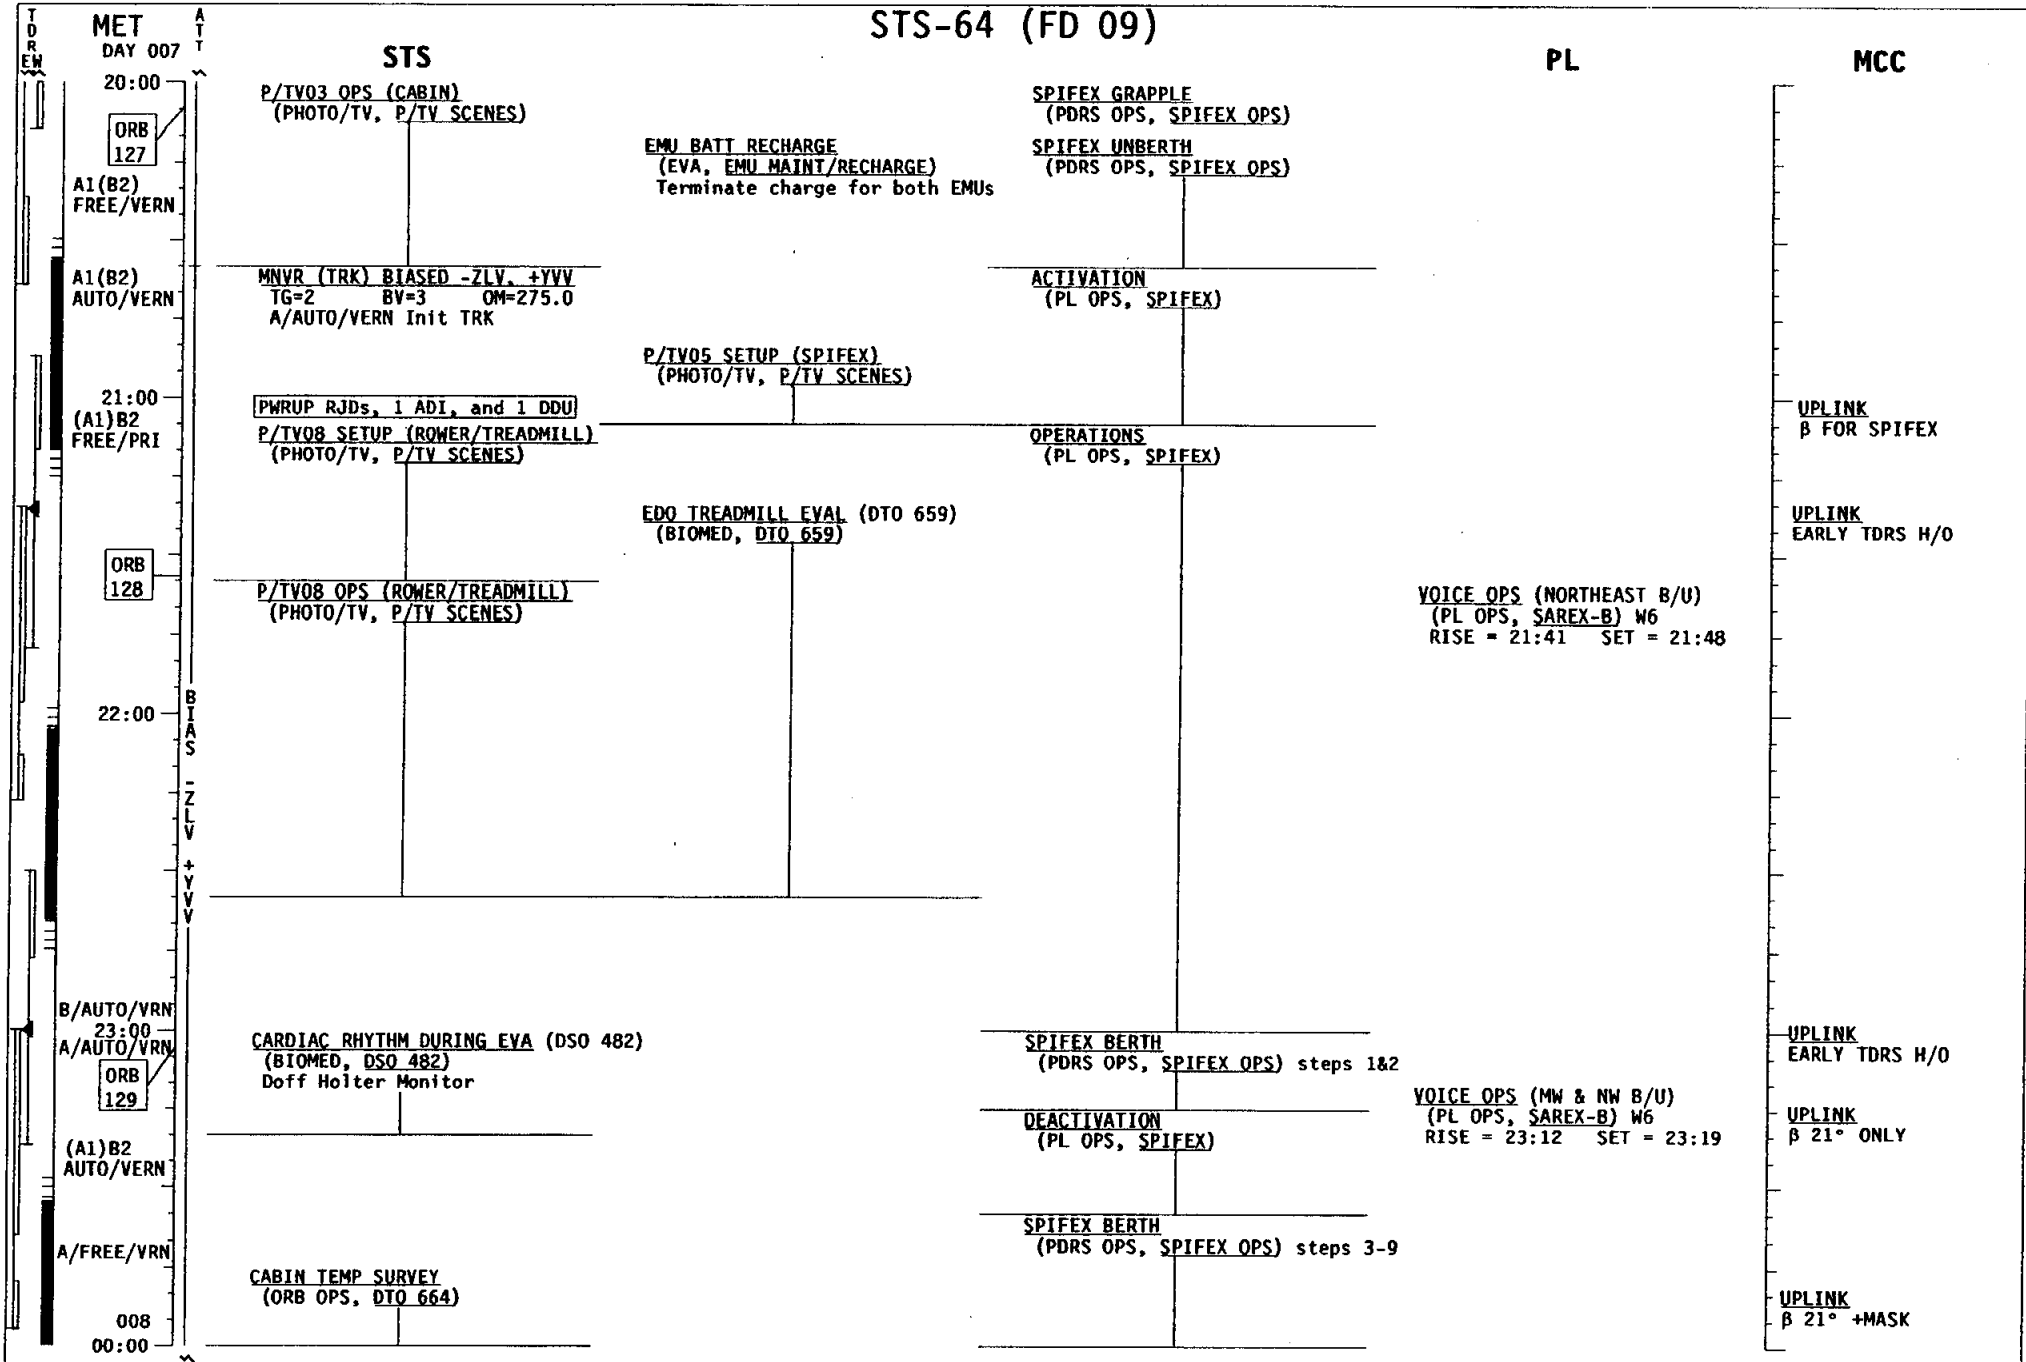 STS-64 (FD 09)
TDRE W
MET
DAY 007
ATT
STS
PL
MCC
20:00
ORB
127
A1(B2)
FREE/VERN
A1(B2)
AUTO/VERN
21:00
(A1)B2
FREE/PRI
ORB
128
22:00
BIAS -ZLV +YVV
B/AUTO/VRN
23:00
A/AUTO/VRN
ORB
129
(A1)B2
AUTO/VERN
A/FREE/VRN
008
00:00
P/TV03 OPS (CABIN)
(PHOTO/TV, P/TV SCENES)
MNVR (TRK) BIASED -ZLV, +YVV
TG=2 BV=3 OM=275.0
A/AUTO/VERN Init TRK
PWRUP RJDs, 1 ADI, and 1 DDU
P/TV08 SETUP (ROWER/TREADMILL)
(PHOTO/TV, P/TV SCENES)
P/TV08 OPS (ROWER/TREADMILL)
(PHOTO/TV, P/TV SCENES)
CARDIAC RHYTHM DURING EVA (DSO 482)
(BIOMED, DSO 482)
Doff Holter Monitor
CABIN TEMP SURVEY
(ORB OPS, DTO 664)
EMU BATT RECHARGE
(EVA, EMU MAINT/RECHARGE)
Terminate charge for both EMUs
P/TV05 SETUP (SPIFEX)
(PHOTO/TV, P/TV SCENES)
EDO TREADMILL EVAL (DTO 659)
(BIOMED, DTO 659)
SPIFEX GRAPPLE
(PDRS OPS, SPIFEX OPS)
SPIFEX UNBERTH
(PDRS OPS, SPIFEX OPS)
ACTIVATION
(PL OPS, SPIFEX)
OPERATIONS
(PL OPS, SPIFEX)
SPIFEX BERTH
(PDRS OPS, SPIFEX OPS) steps 1&2
DEACTIVATION
(PL OPS, SPIFEX)
SPIFEX BERTH
(PDRS OPS, SPIFEX OPS) steps 3-9
VOICE OPS (NORTHEAST B/U)
(PL OPS, SAREX-B) W6
RISE = 21:41 SET = 21:48
VOICE OPS (MW & NW B/U)
(PL OPS, SAREX-B) W6
RISE = 23:12 SET = 23:19
UPLINK
β FOR SPIFEX
UPLINK
EARLY TDRS H/O
UPLINK
EARLY TDRS H/O
UPLINK
β 21° ONLY
UPLINK
β 21° +MASK